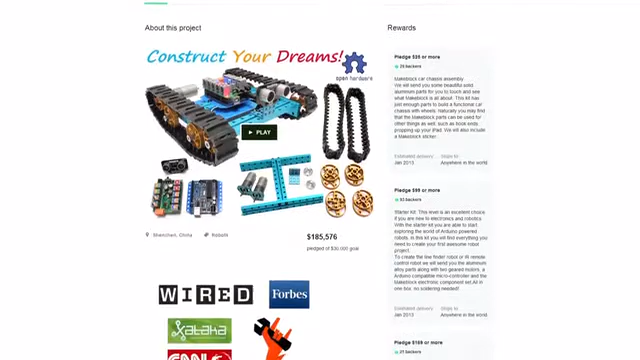 About this project
Rewards
Construct Your Dreams!
open hardware
PLAY
Shenzhen, China
Robots
$185,576
pledged of $30,000 goal
WIRED
Forbes
xataka
CNN
Pledge $35 or more
Makeblock car chassis assembly
We will send you some beautiful solid
aluminum parts for you to touch and see
what Makeblock is all about. This kit has
just enough parts to build a functional car
chassis with wheels; naturally you may find
that the Makeblock parts can be used for
other things as well, such as book ends,
propping up your iPad. We will also include
a Makeblock sticker.
Estimated delivery
Ships to
Jan 2013
Anywhere in the world
Pledge $95 or more
83 backers
Starter Kit: This level is an excellent choice
if you are new to electronics and robotics.
With the starter kit you are able to start
exploring the world of Arduino powered
robots. In this kit you will find everything you
need to create your first awesome robot
project.
To create the line finder robot or IR remote
control robot we will send you the aluminum
alloy parts along with two geared motors, a
Arduino compatible micro-controller and the
Makeblock electronic component set. All in
one box, no soldering needed!
Estimated delivery
Ships to
Jan 2013
Anywhere in the world
Pledge $169 or more
21 backers